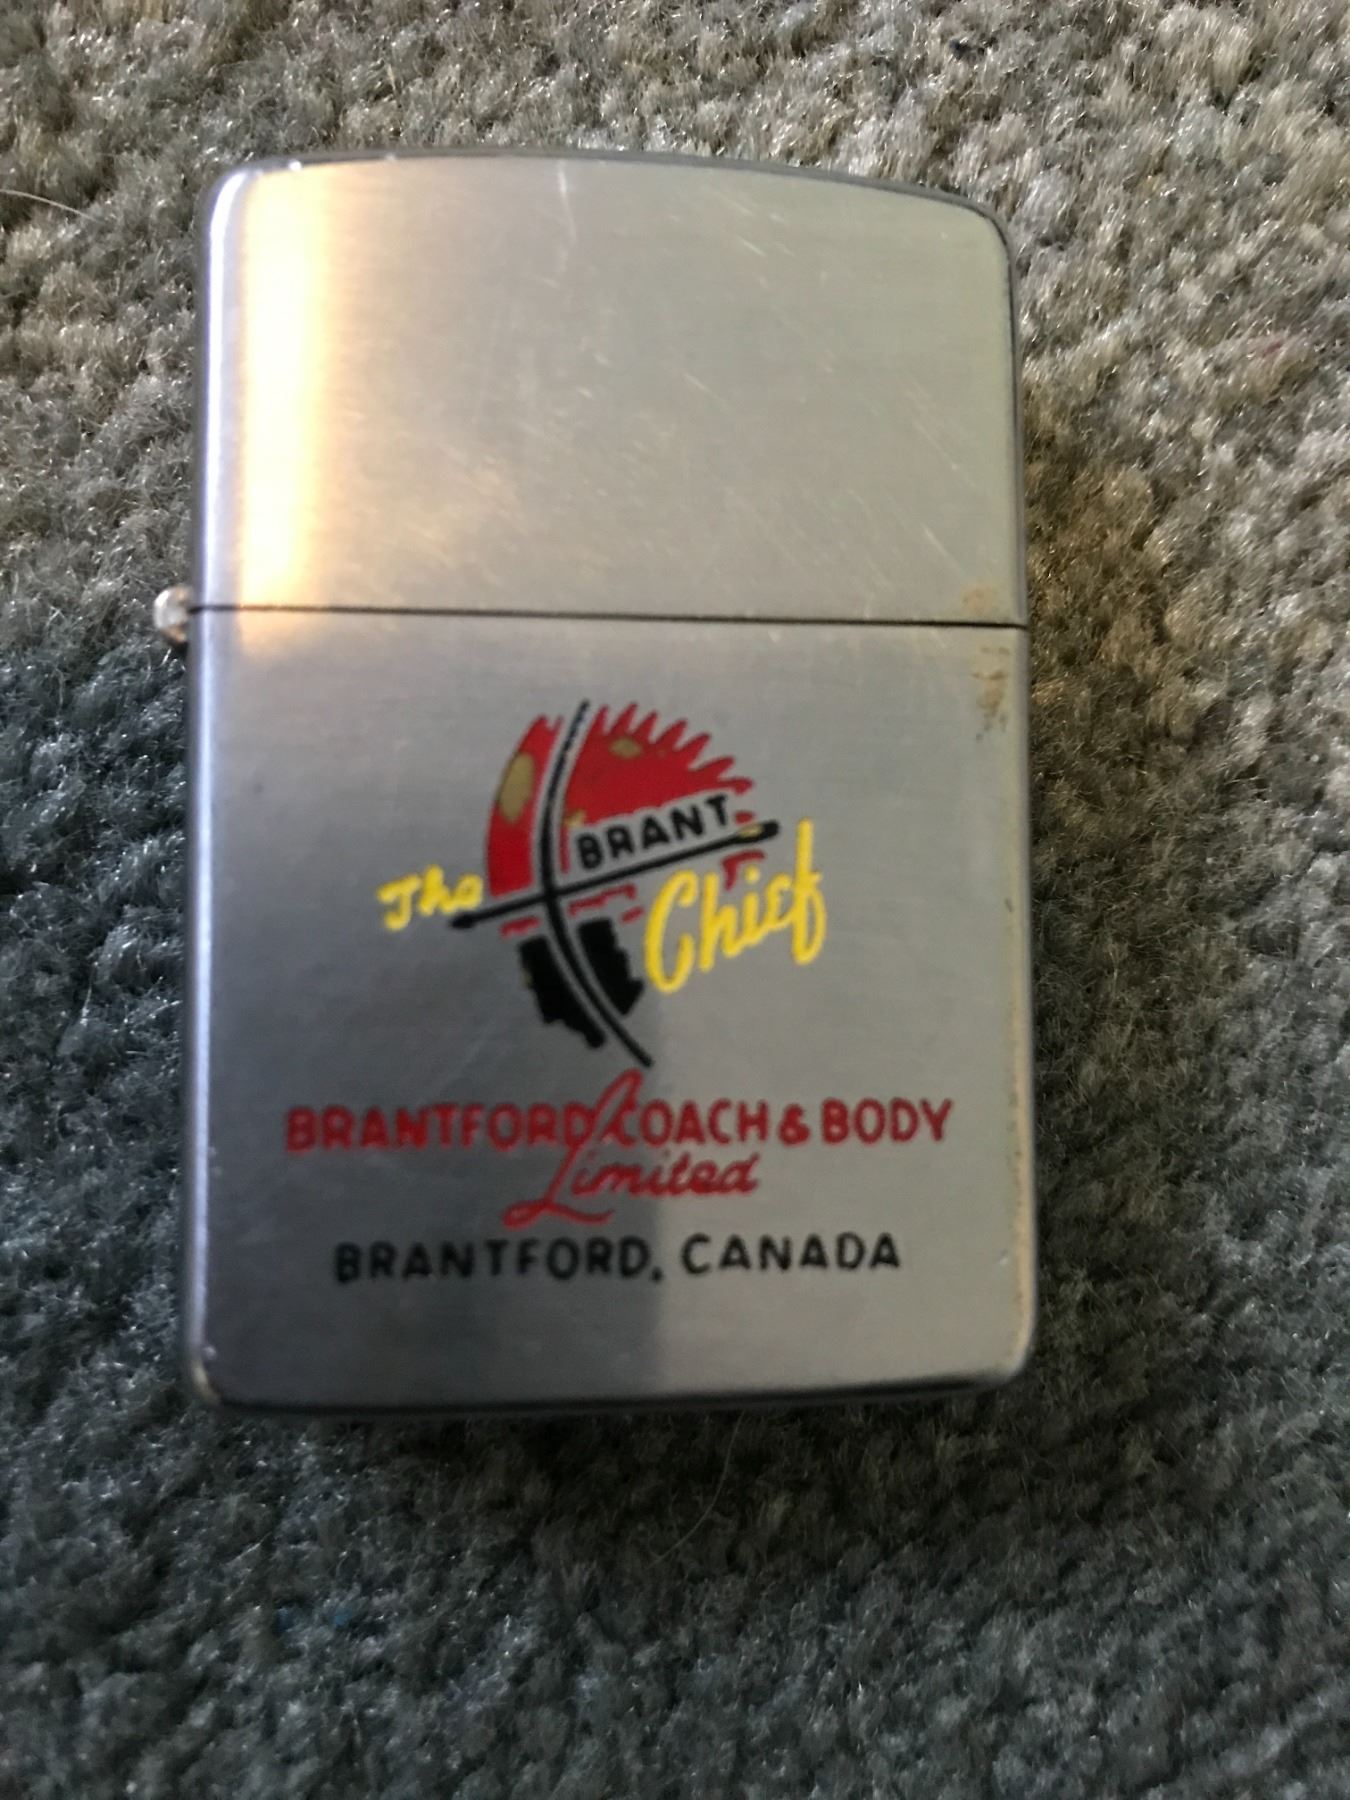 The BRANT Chief
BRANTFORD COACH & BODY
Limited
BRANTFORD, CANADA